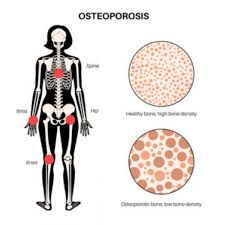 OSTEOPOROSIS
Spine
Wrist
Hip
Healthy bone, high bone density
Knee
Osteoporotic bone, low bone density